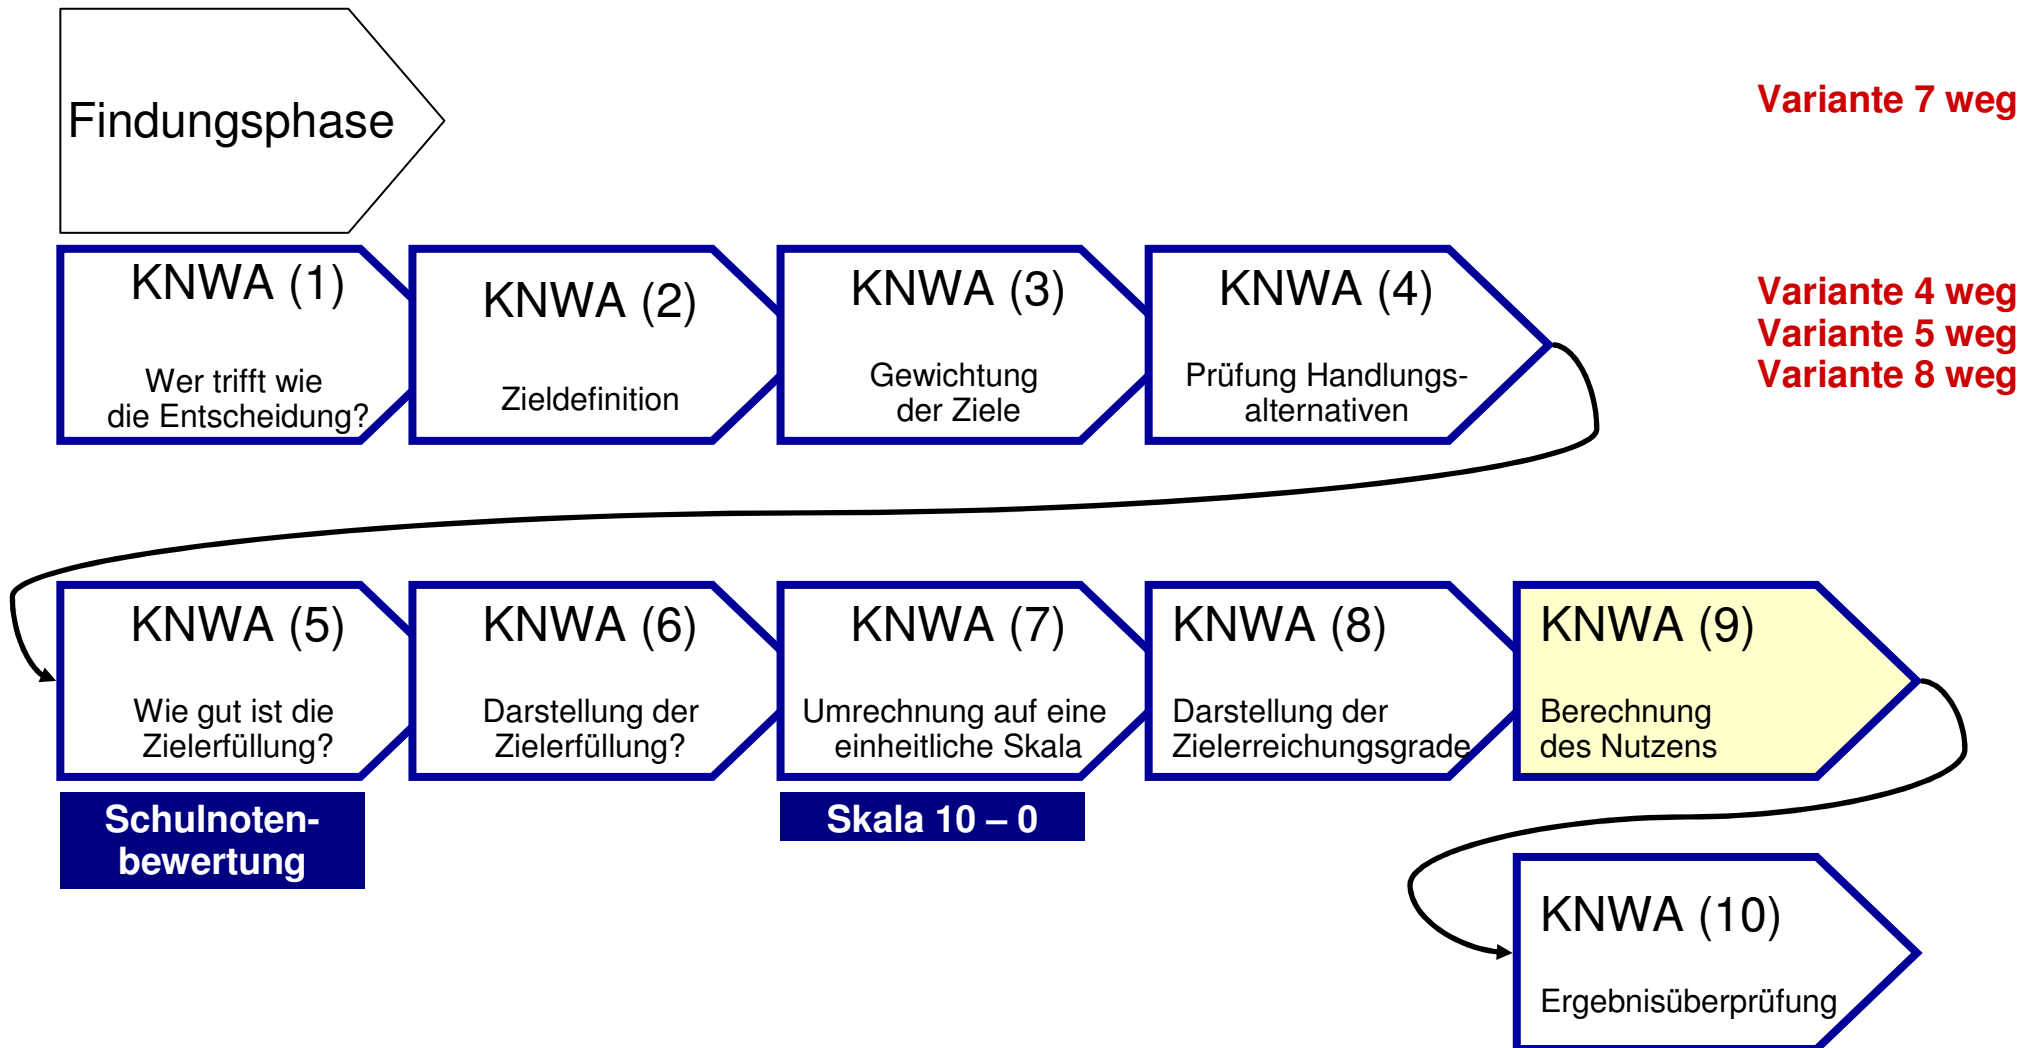 Findungsphase
Variante 7 weg
KNWA (1)
Wer trifft wie
die Entscheidung?
KNWA (2)
Zieldefinition
KNWA (3)
Gewichtung
der Ziele
KNWA (4)
Prüfung Handlungs-
alternativen
Variante 4 weg
Variante 5 weg
Variante 8 weg
KNWA (5)
Wie gut ist die
Zielerfüllung?
Schulnoten-
bewertung
KNWA (6)
Darstellung der
Zielerfüllung?
KNWA (7)
Umrechnung auf eine
einheitliche Skala
Skala 10 – 0
KNWA (8)
Darstellung der
Zielerreichungsgrade
KNWA (9)
Berechnung
des Nutzens
KNWA (10)
Ergebnisüberprüfung